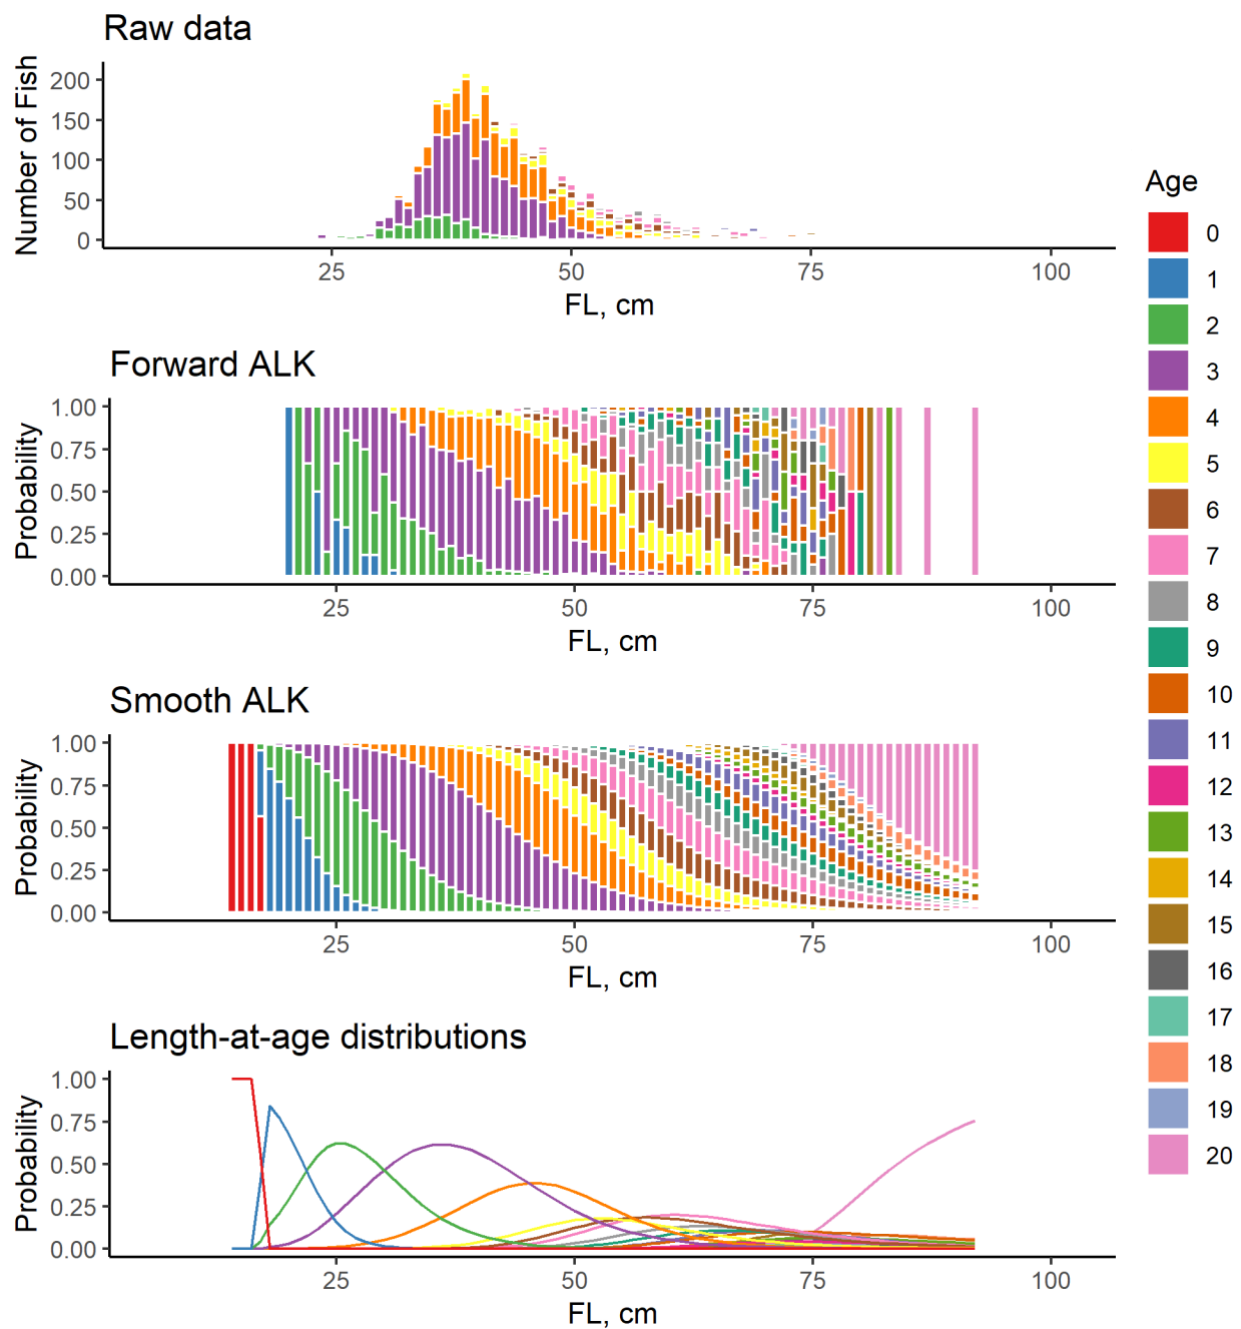 Raw data
Number of Fish
200
150
100
50
0
25 50 75 100
FL, cm
Forward ALK
Probability
1.00
0.75
0.50
0.25
0.00
25 50 75 100
FL, cm
Smooth ALK
Probability
1.00
0.75
0.50
0.25
0.00
25 50 75 100
FL, cm
Length-at-age distributions
Probability
1.00
0.75
0.50
0.25
0.00
25 50 75 100
FL, cm
Age
0
1
2
3
4
5
6
7
8
9
10
11
12
13
14
15
16
17
18
19
20